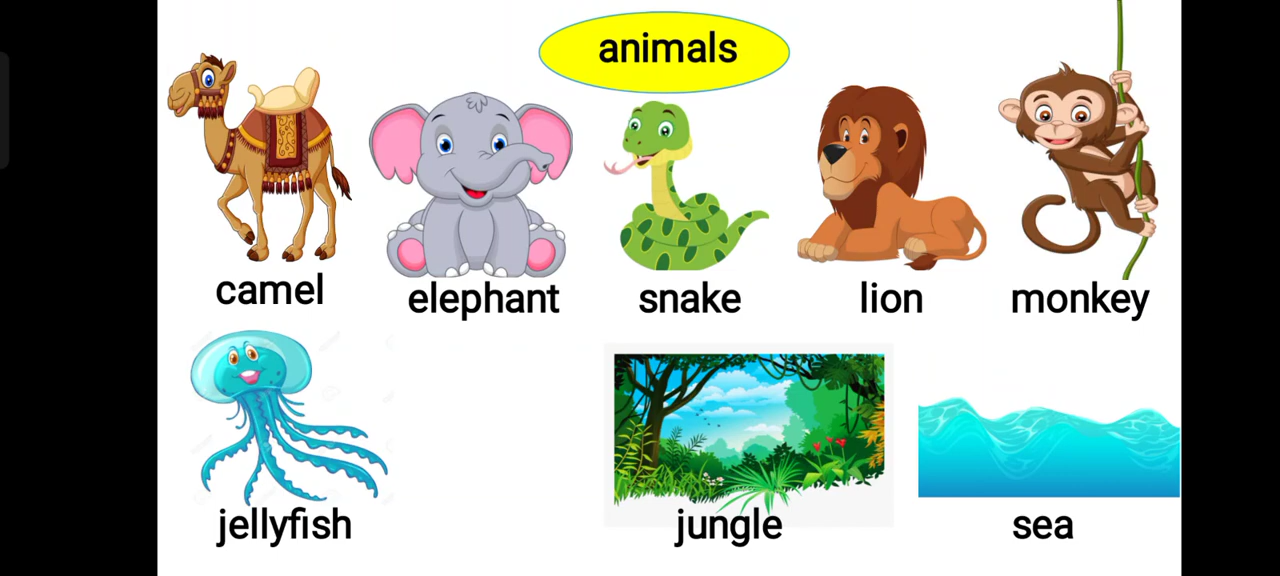 animals
camel
elephant
snake
lion
monkey
jellyfish
jungle
sea